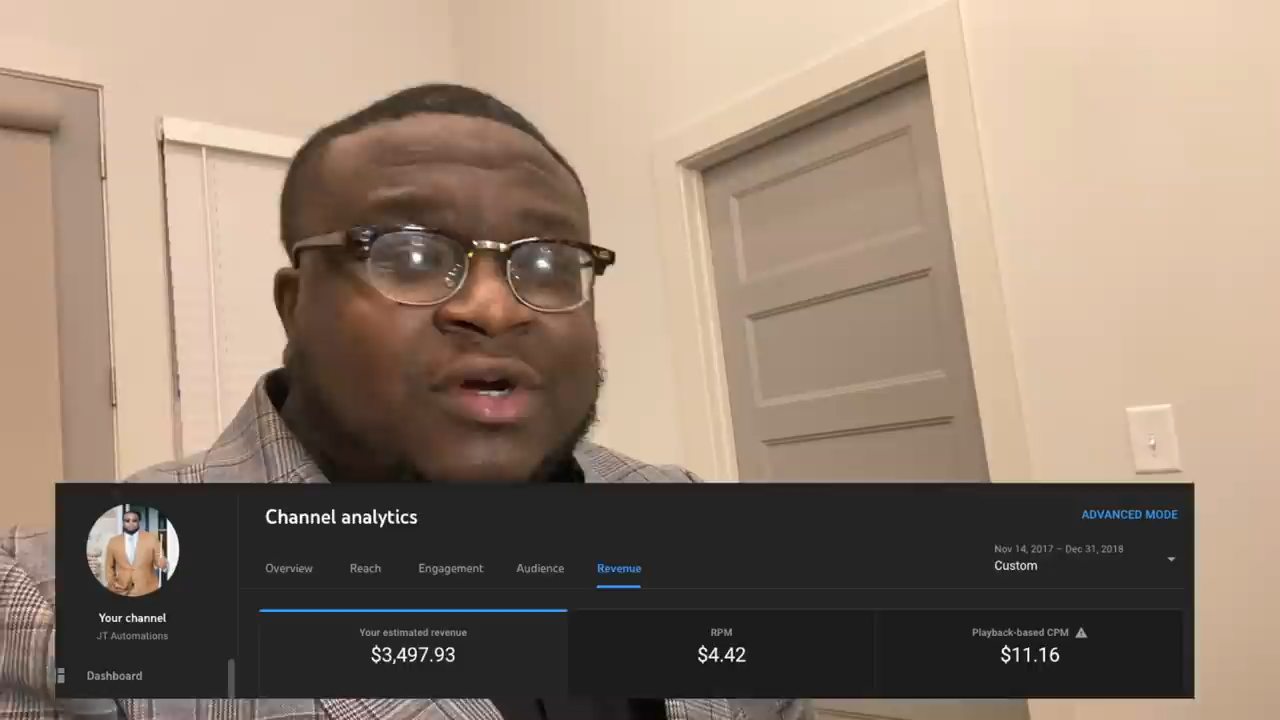 Channel analytics
ADVANCED MODE
Nov 14, 2017 – Dec 31, 2018
Custom
Overview Reach Engagement Audience Revenue
Your channel
JT Automations
Dashboard
Your estimated revenue
$3,497.93
RPM
$4.42
Playback-based CPM
$11.16